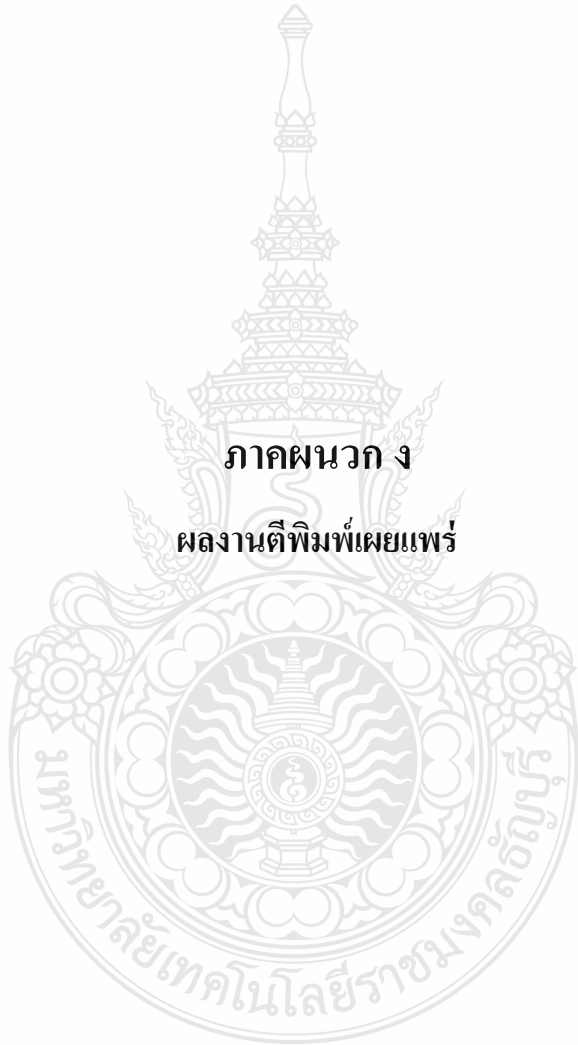 ภาคผนวก ง
ผลงานตีพิมพ์เผยแพร่
มหาวิทยาลัยเทคโนโลยีราชมงคลธัญบุรี